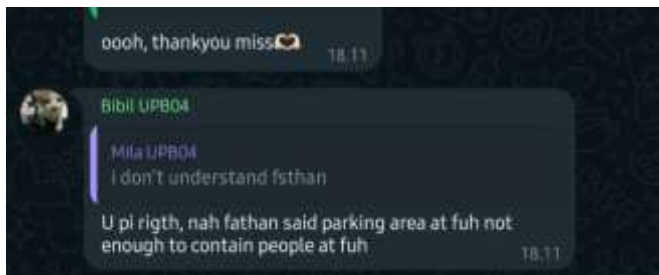 oooh, thankyou miss🫶🏻
18.11
Bibil UPB04
Mila UPB04
i don't understand fsthan
U pi rigth, nah fathan said parking area at fuh not
enough to contain people at fuh
18.11